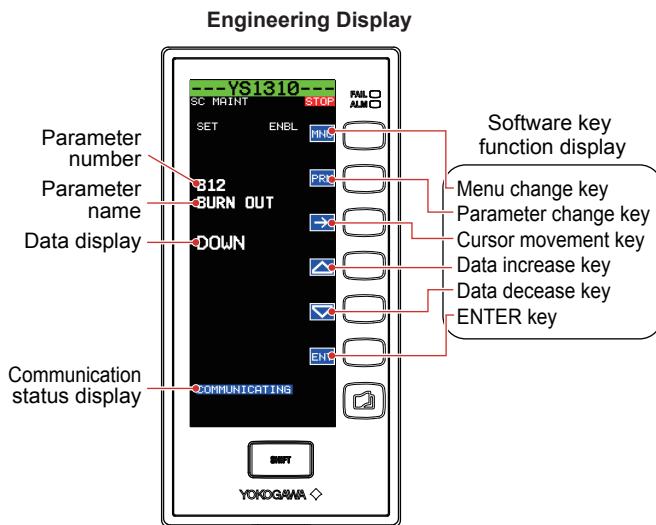 Engineering Display
---YS1310---
SC MAINT STOP
FAIL
ALM
SET ENBL
MNU
PRM
B12
BURN OUT
DOWN
ENT
COMMUNICATING
SHIFT
YOKOGAWA
Parameter
number
Parameter
name
Data display
Communication
status display
Software key
function display
Menu change key
Parameter change key
Cursor movement key
Data increase key
Data decease key
ENTER key